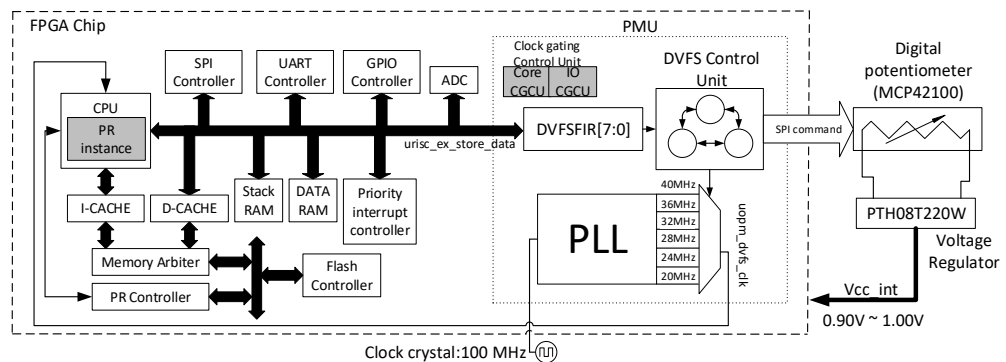 FPGA Chip
PMU
SPI
Controller
UART
Controller
GPIO
Controller
ADC
Clock gating
Control Unit
Core
CGCU
IO
CGCU
DVFS Control
Unit
Digital
potentiometer
(MCP42100)
CPU
PR
instance
urisc_ex_store_data
DVFSFIR[7:0]
SPI command
I-CACHE
D-CACHE
Stack
RAM
DATA
RAM
Priority
interrupt
controller
PLL
40MHz
36MHz
32MHz
28MHz
24MHz
20MHz
uopm_dvfs_clk
PTH08T220W
Voltage
Regulator
Memory Arbiter
PR Controller
Flash
Controller
Vcc_int
0.90V ~ 1.00V
Clock crystal:100 MHz